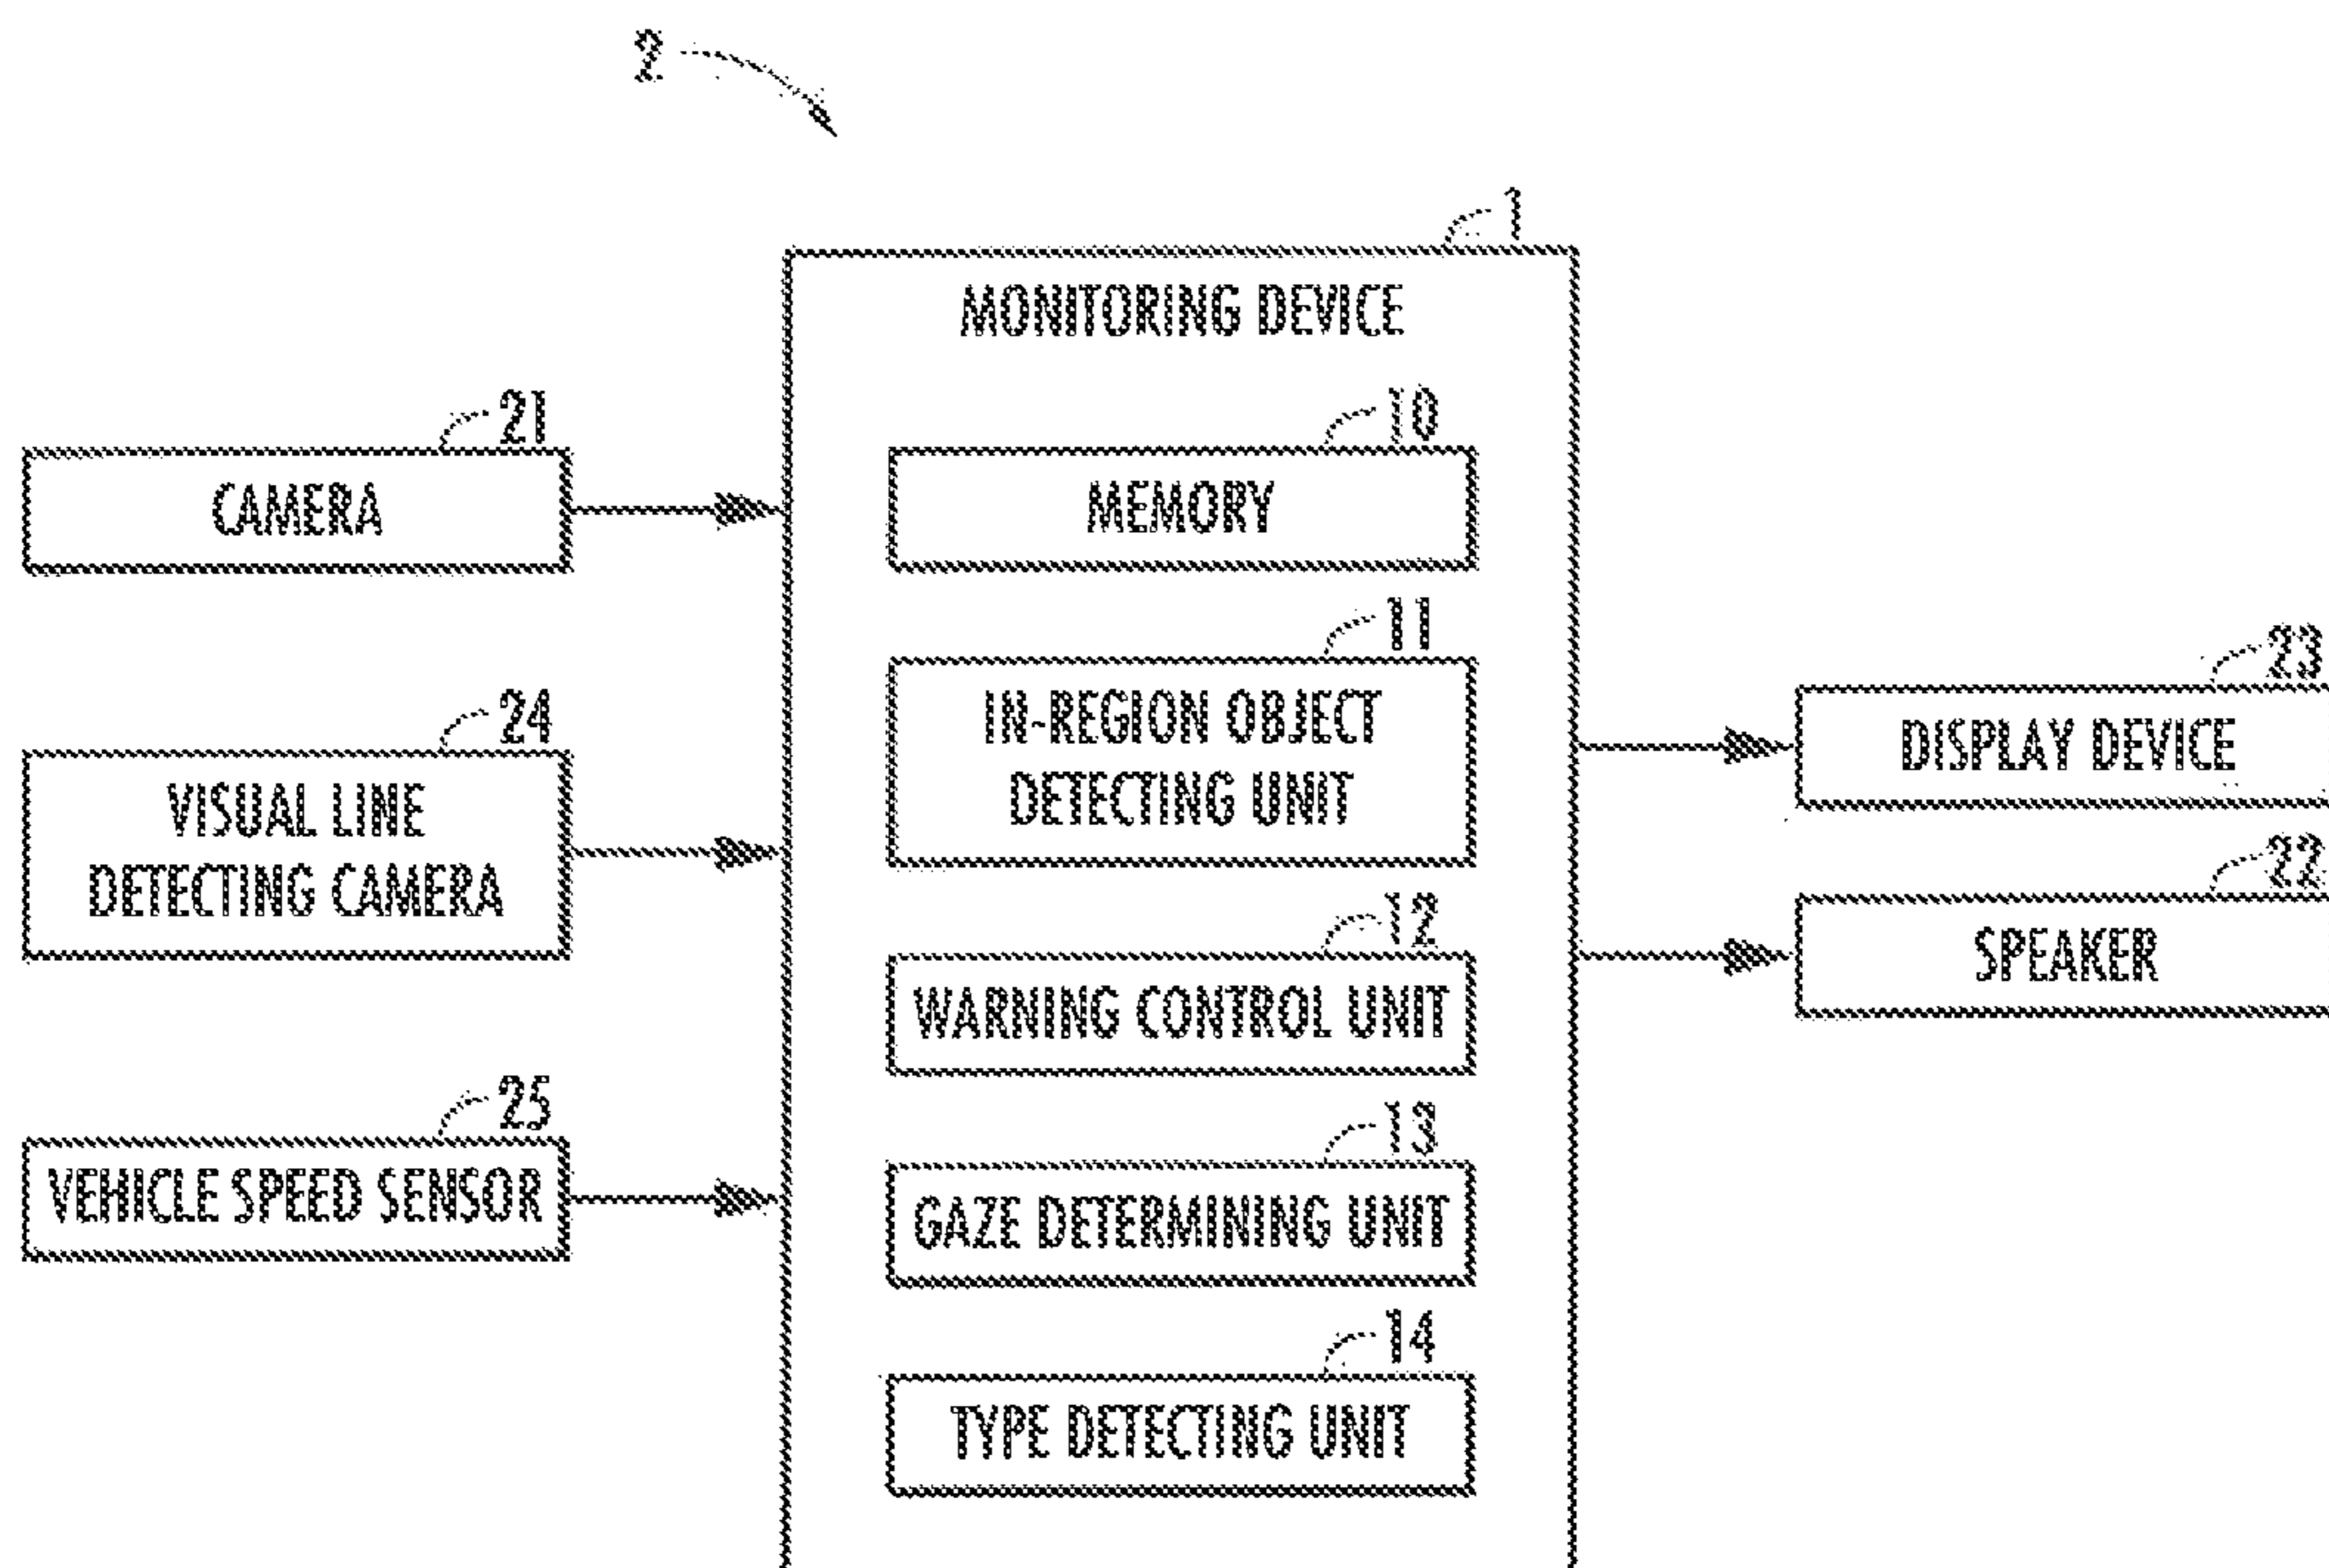 2
1
MONITORING DEVICE
21
CAMERA
10
MEMORY
11
IN-REGION OBJECT
DETECTING UNIT
24
VISUAL LINE
DETECTING CAMERA
23
DISPLAY DEVICE
22
SPEAKER
12
WARNING CONTROL UNIT
25
VEHICLE SPEED SENSOR
13
GAZE DETERMINING UNIT
14
TYPE DETECTING UNIT